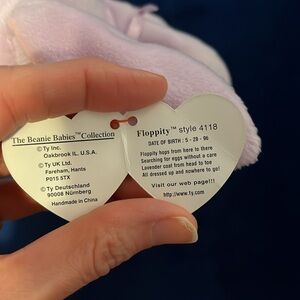 The Beanie Babies™ Collection
© Ty Inc.
Oakbrook IL. U.S.A.
© Ty UK Ltd.
Fareham, Hants
P015 5TX
© Ty Deutschland
90008 Nürnberg
Handmade in China
Floppity™ style 4118
DATE OF BIRTH : 5 - 28 - 96
Floppity hops from here to there
Searching for eggs without a care
Lavender coat from head to toe
All dressed up and nowhere to go!
Visit our web page!!!
http://www.ty.com